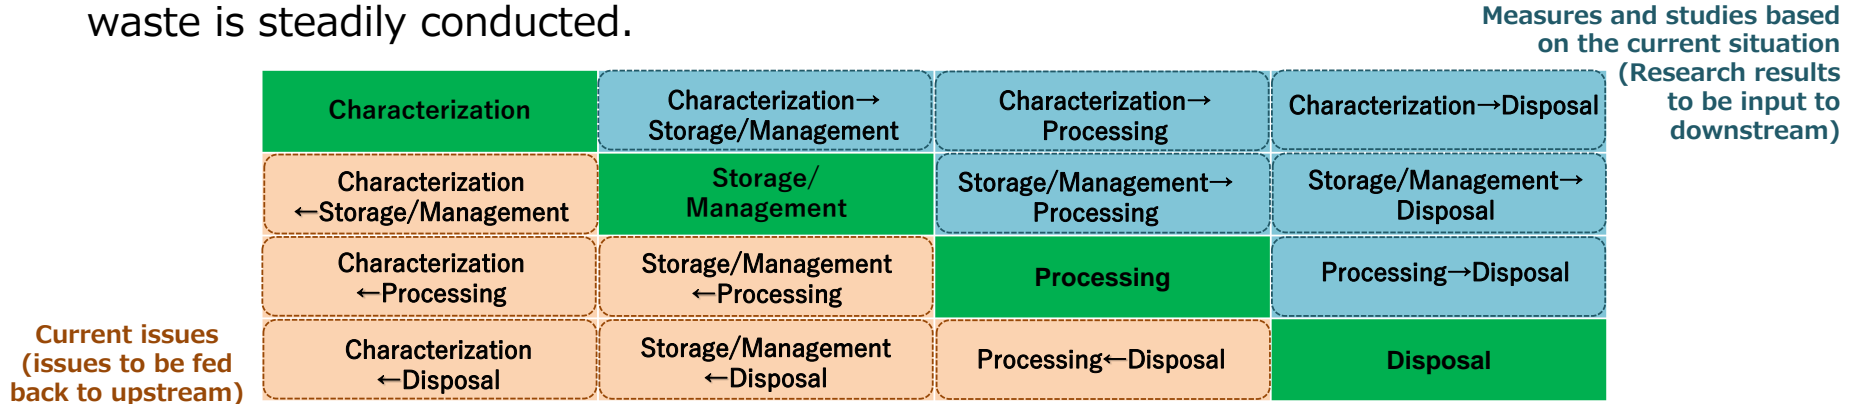 waste is steadily conducted.
Measures and studies based
on the current situation
(Research results
to be input to
downstream)
Characterization
Characterization→
Storage/Management
Characterization→
Processing
Characterization→Disposal
Characterization
←Storage/Management
Storage/
Management
Storage/Management→
Processing
Storage/Management→
Disposal
Characterization
←Processing
Storage/Management
←Processing
Processing
Processing→Disposal
Current issues
(issues to be fed
back to upstream)
Characterization
←Disposal
Storage/Management
←Disposal
Processing←Disposal
Disposal